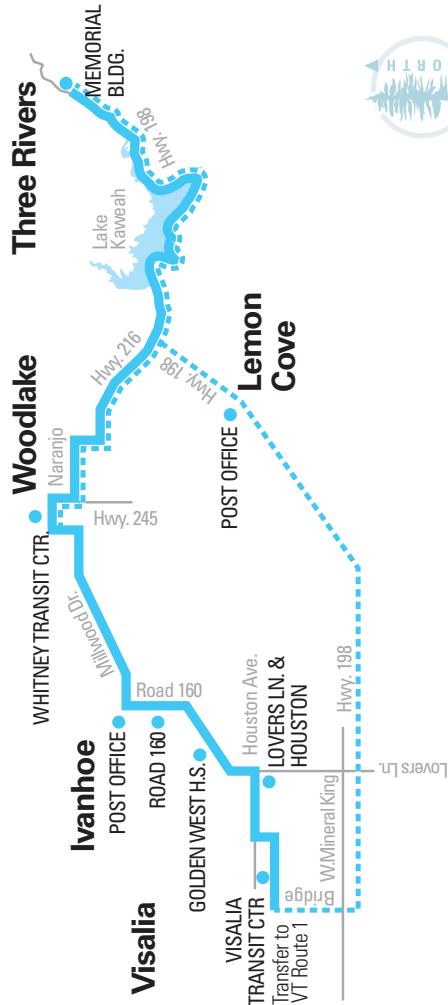 Three Rivers
MEMORIAL
BLDG.
Hwy. 198
Lake
Kaweah
Woodlake
Hwy. 216
Naranjo
WHITNEY TRANSIT CTR.
Hwy. 245
Millwood Dr.
Hwy. 198
Lemon
Cove
POST OFFICE
Ivanhoe
POST OFFICE
Road 160
ROAD 160
GOLDEN WEST H.S.
Houston Ave.
LOVERS LN. &
HOUSTON
Hwy. 198
Lovers Ln.
W.Mineral King
Visalia
VISALIA
TRANSIT CTR
Transfer to
VT Route 1
Bridge
ORTH